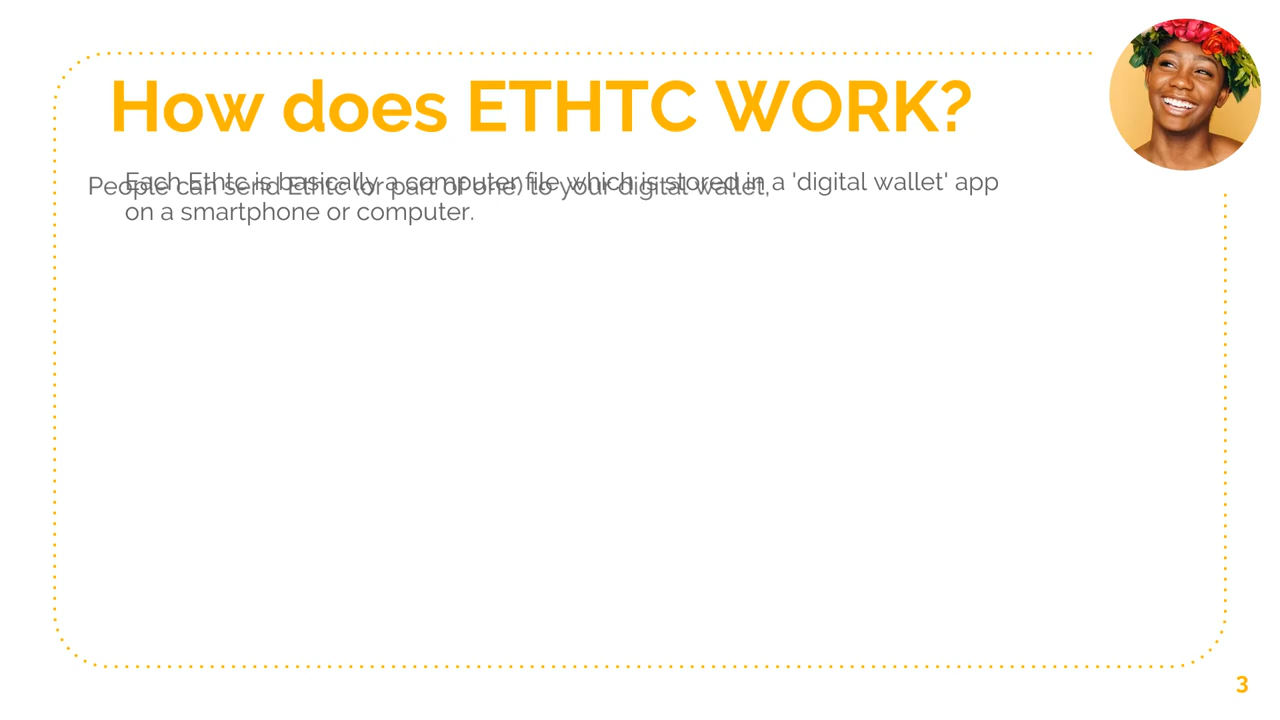 How does ETHTC WORK?
Each Ethtc is basically a computer file which is stored in a 'digital wallet' app
on a smartphone or computer.
People can send Ethtc (or part of one) to your digital wallet,
3